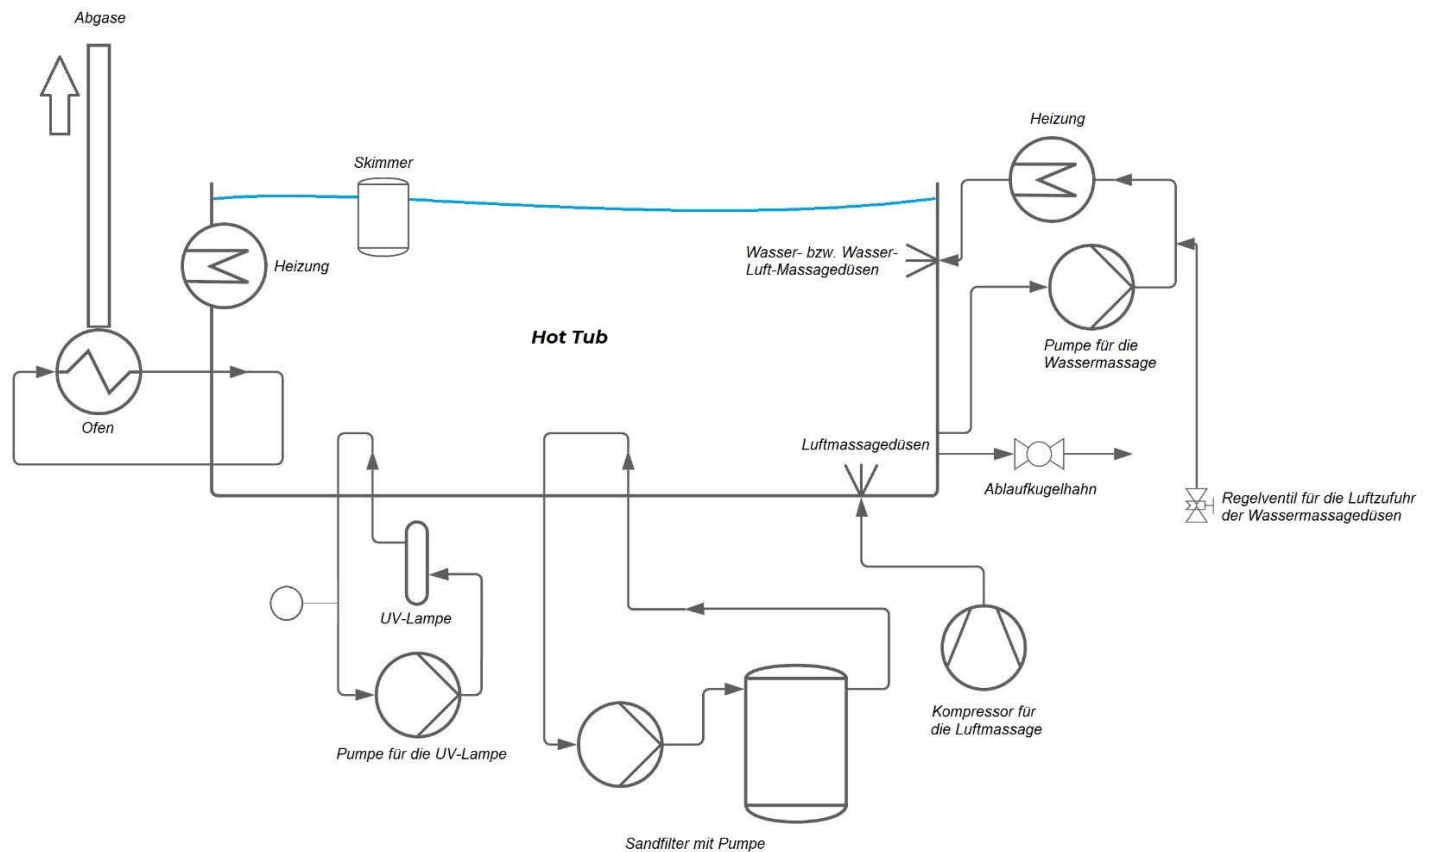 Abgase
Heizung
Skimmer
Wasser- bzw. Wasser-
Luft-Massagedüsen
Heizung
Hot Tub
Pumpe für die
Wassermassage
Ofen
Luftmassagedüsen
Ablaufkugelhahn
Regelventil für die Luftzufuhr
der Wassermassagedüsen
UV-Lampe
Kompressor für
die Luftmassage
Pumpe für die UV-Lampe
Sandfilter mit Pumpe